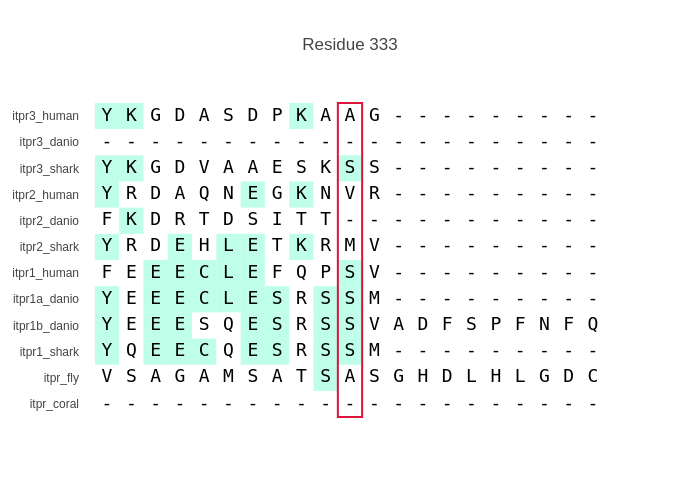 Residue 333
itpr3_human Y K G D A S D P K A A G - - - - - - - - -
itpr3_danio - - - - - - - - - - - - - - - - - - - - -
itpr3_shark Y K G D V A A E S K S S - - - - - - - - -
itpr2_human Y R D A Q N E G K N V R - - - - - - - - -
itpr2_danio F K D R T D S I T T - - - - - - - - - - -
itpr2_shark Y R D E H L E T K R M V - - - - - - - - -
itpr1_human F E E E C L E F Q P S V - - - - - - - - -
itpr1a_danio Y E E E C L E S R S S M - - - - - - - - -
itpr1b_danio Y E E E S Q E S R S S V A D F S P F N F Q
itpr1_shark Y Q E E C Q E S R S S M - - - - - - - - -
itpr_fly V S A G A M S A T S A S G H D L H L G D C
itpr_coral - - - - - - - - - - - - - - - - - - - - -